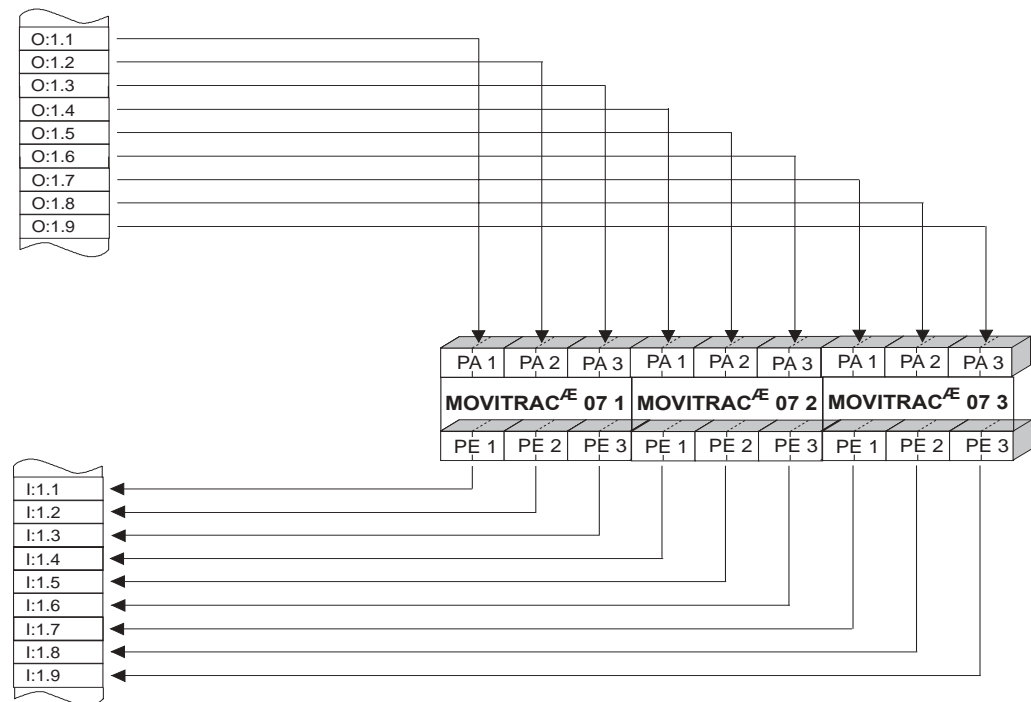 O:1.1
O:1.2
O:1.3
O:1.4
O:1.5
O:1.6
O:1.7
O:1.8
O:1.9
PA 1 PA 2 PA 3 PA 1 PA 2 PA 3 PA 1 PA 2 PA 3
MOVITRAC^Æ 07 1 MOVITRAC^Æ 07 2 MOVITRAC^Æ 07 3
PE 1 PE 2 PE 3 PE 1 PE 2 PE 3 PE 1 PE 2 PE 3
I:1.1
I:1.2
I:1.3
I:1.4
I:1.5
I:1.6
I:1.7
I:1.8
I:1.9